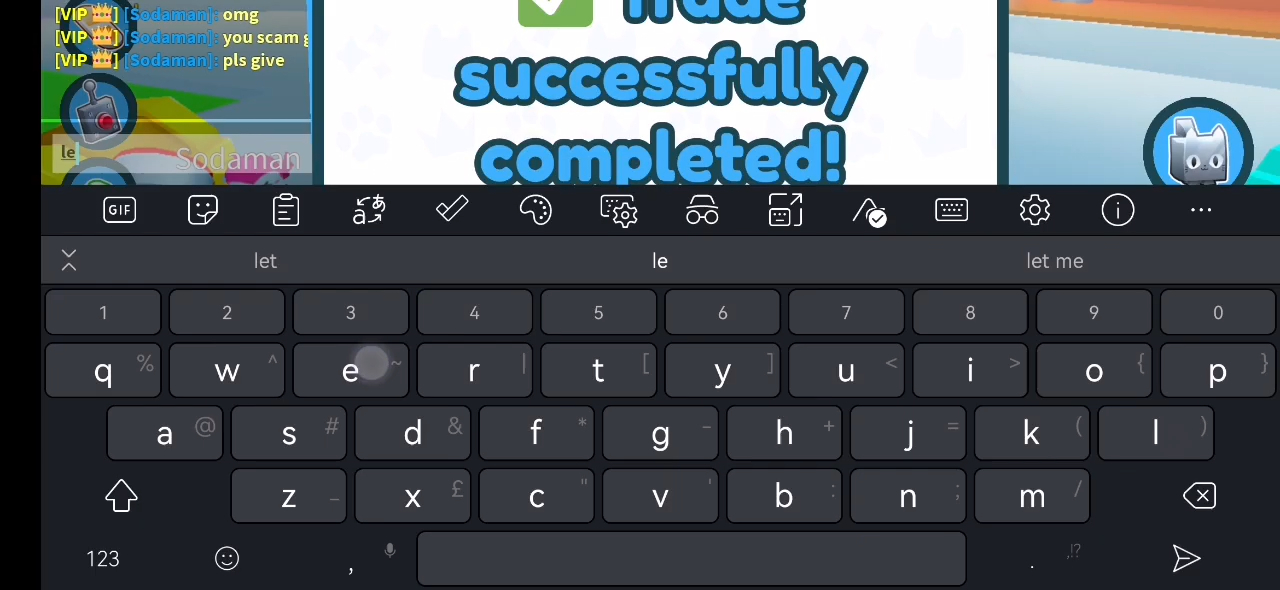 [VIP 👑] [Sodaman]: omg
[VIP 👑] [Sodaman]: you scam
[VIP 👑] [Sodaman]: pls give
le
Sodaman
✅ Trade
successfully
completed!
GIF
let
le
let me
1 2 3 4 5 6 7 8 9 0
q % w ^ e ~ r | t [ y ] u < i > o { p }
a @ s # d & f * g - h + j = k ( l )
z _ x £ c " v ' b : n ; m /
123 , . ,!?